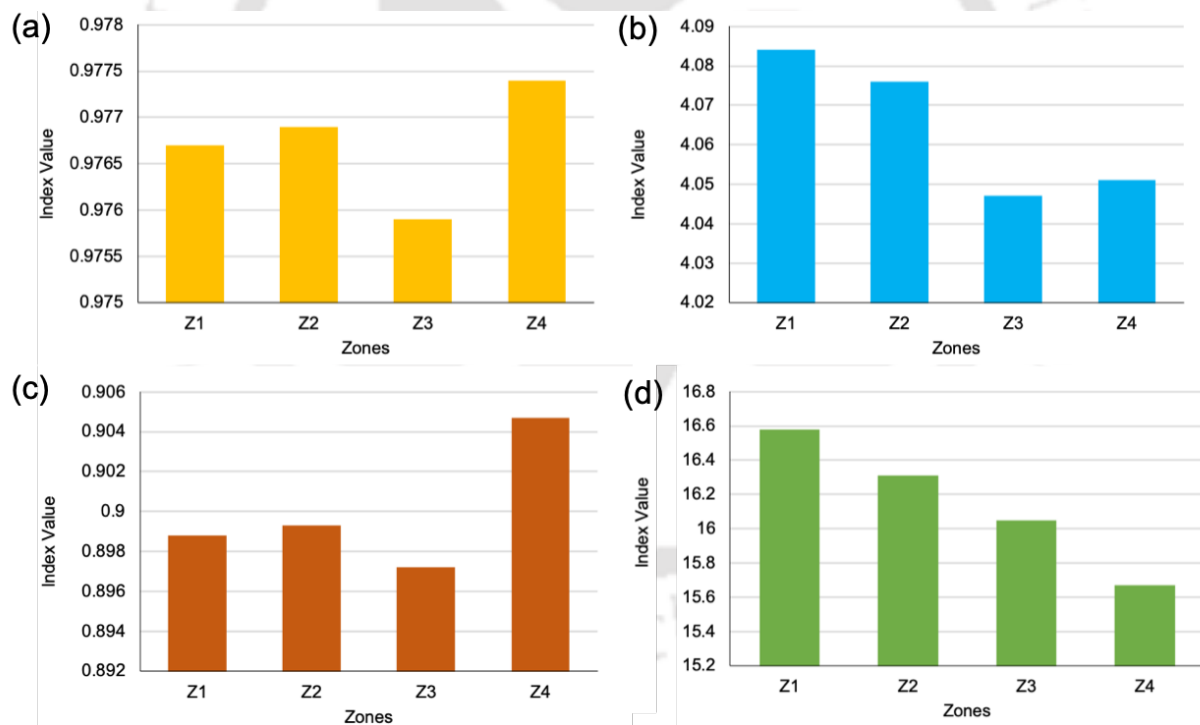 (a)
0.978
0.9775
0.977
0.9765
0.976
0.9755
0.975
Index Value
Z1 Z2 Z3 Z4
Zones
(b)
4.09
4.08
4.07
4.06
4.05
4.04
4.03
4.02
Index Value
Z1 Z2 Z3 Z4
Zones
(c)
0.906
0.904
0.902
0.9
0.898
0.896
0.894
0.892
Index Value
Z1 Z2 Z3 Z4
Zones
(d)
16.8
16.6
16.4
16.2
16
15.8
15.6
15.4
15.2
Index Value
Z1 Z2 Z3 Z4
Zones